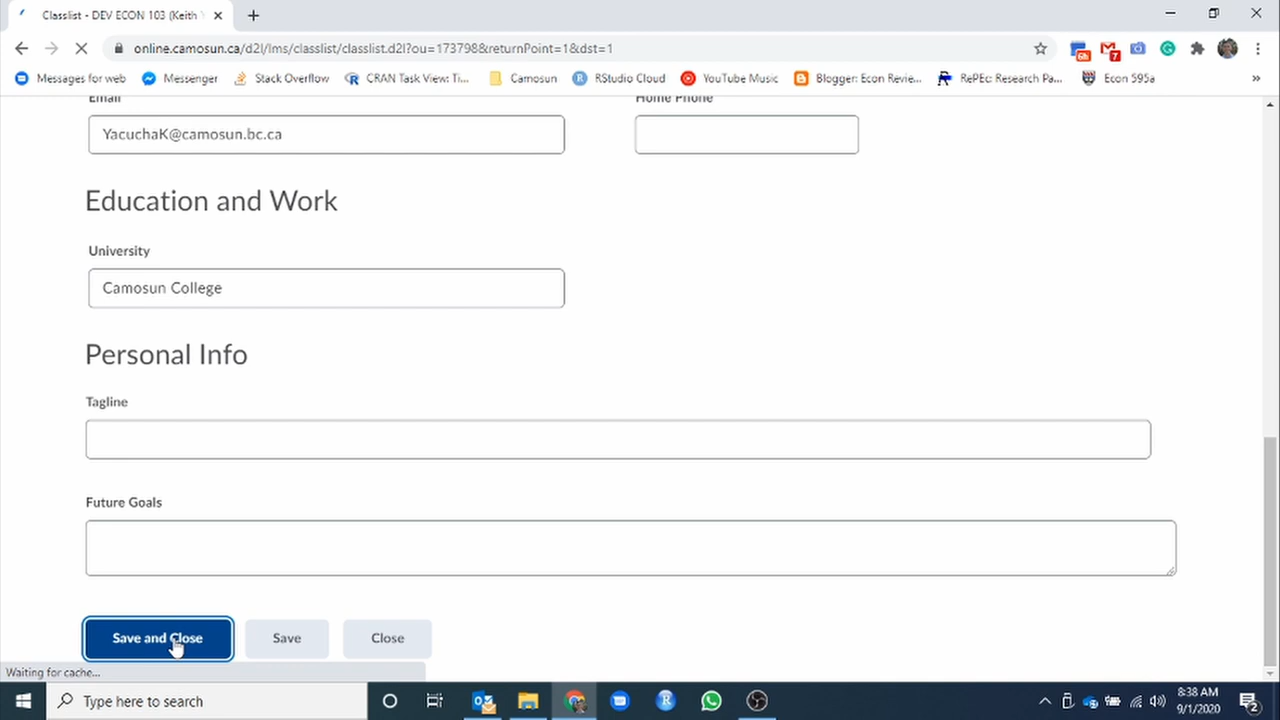 Classlist - DEV ECON 103 (Keith Y
online.camosun.ca/d2l/lms/classlist/classlist.d2l?ou=173798&returnPoint=1&dst=1
6h
7
Messages for web
Messenger
Stack Overflow
CRAN Task View: Ti...
Camosun
RStudio Cloud
YouTube Music
Blogger: Econ Revie...
RePEc: Research Pa...
Econ 595a
»
Email
Home Phone
YacuchaK@camosun.bc.ca
Education and Work
University
Camosun College
Personal Info
Tagline
Future Goals
Save and Close
Save
Close
Waiting for cache...
Type here to search
8:38 AM
9/1/2020
2